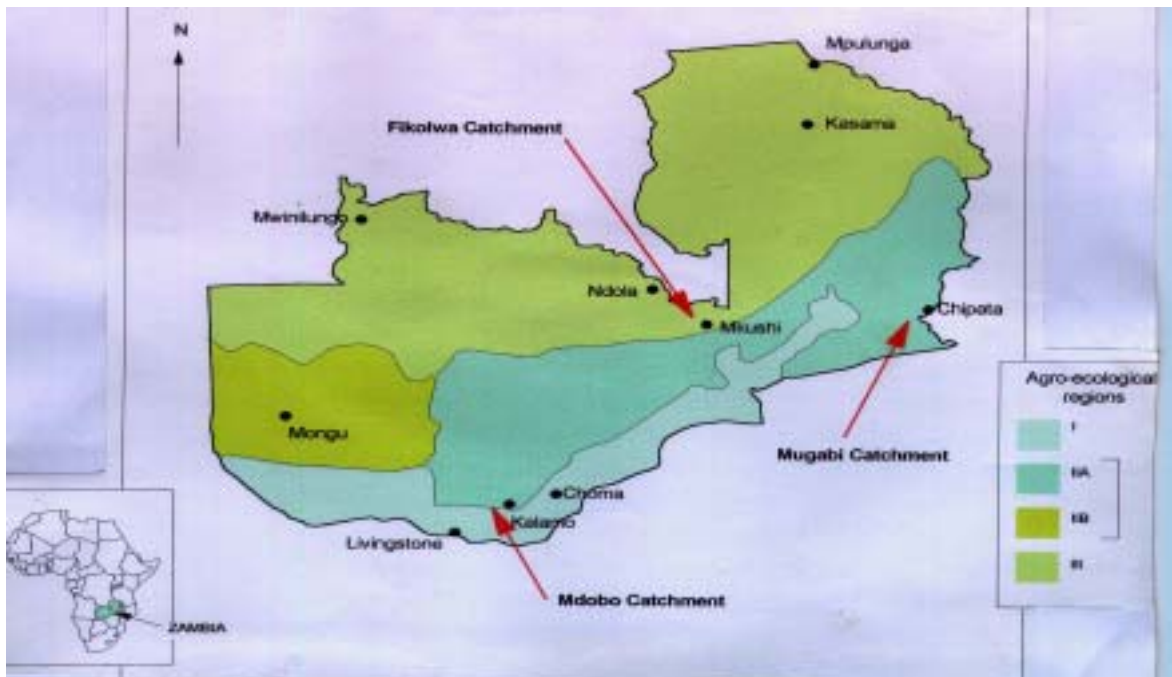 N
Mpulunga
Kasama
Fikolwa Catchment
Mwinilungo
Ndola
Mkushi
Chipata
Mongu
Mugabi Catchment
Choma
Kalamo
Livingstone
Mdobo Catchment
ZAMBIA
Agro-ecological
regions
I
IIA
IIB
III